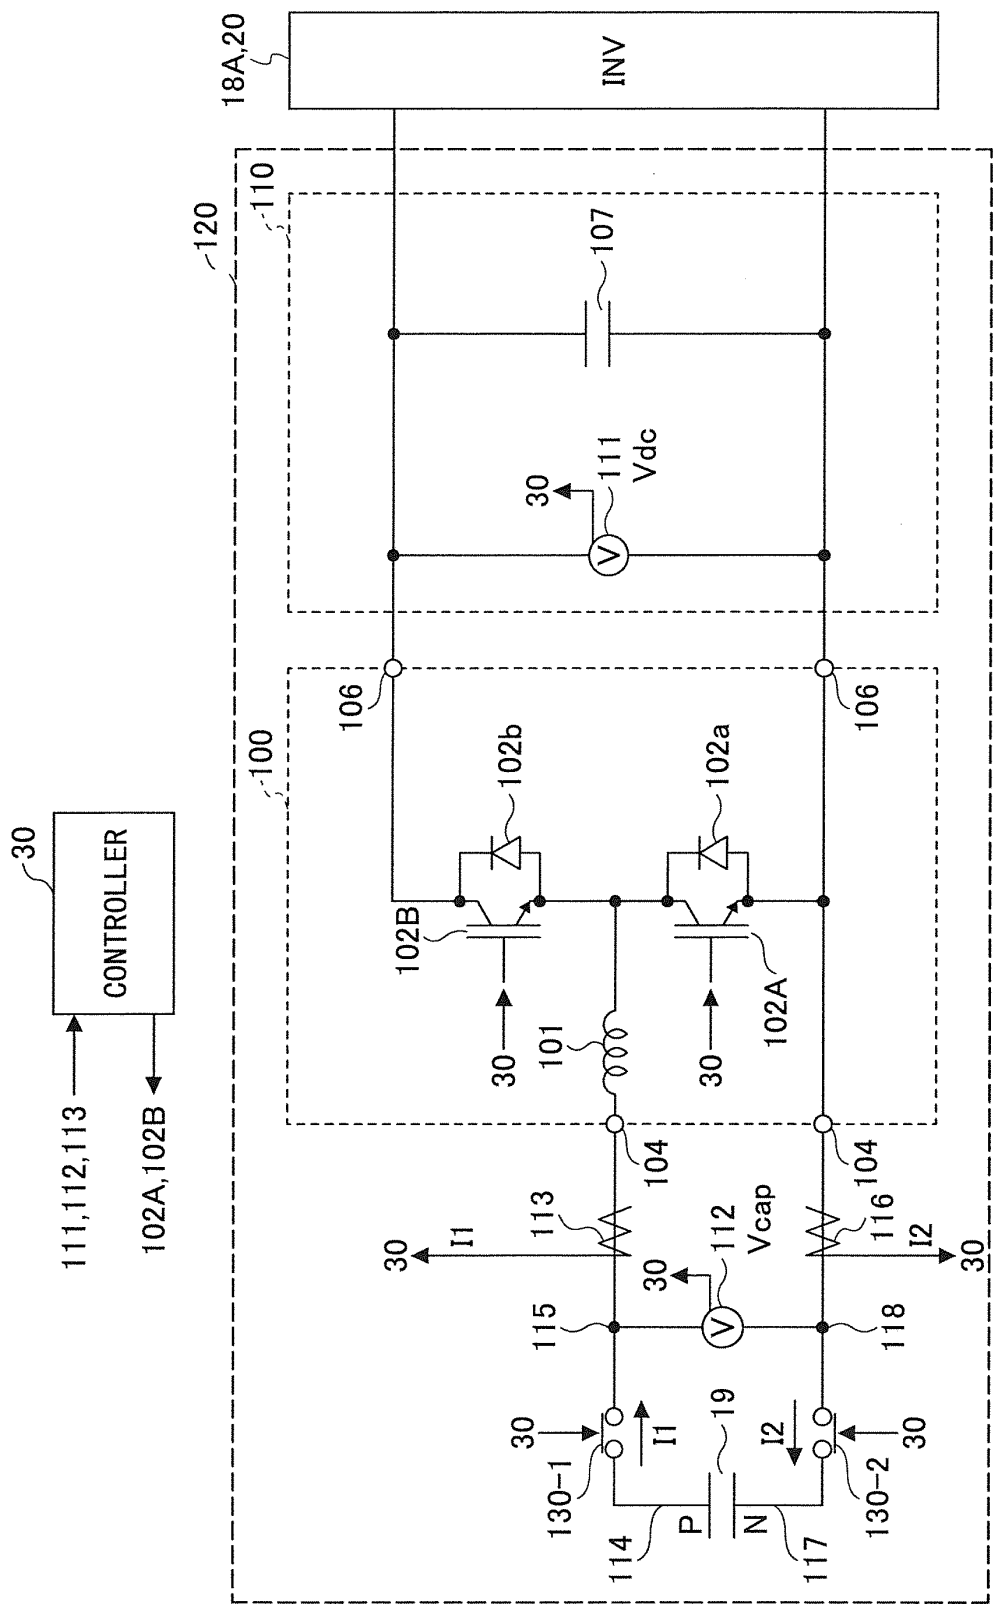 30
CONTROLLER
111,112,113
102A,102B
120
18A,20
INV
100
110
106
102B
102b
30
101
102a
30
102A
106
30
111
Vdc
107
30
I1
113
104
115
30
112
Vcap
104
116
I2
30
118
30
130-1
I1
19
I2
30
130-2
114
P
N
117